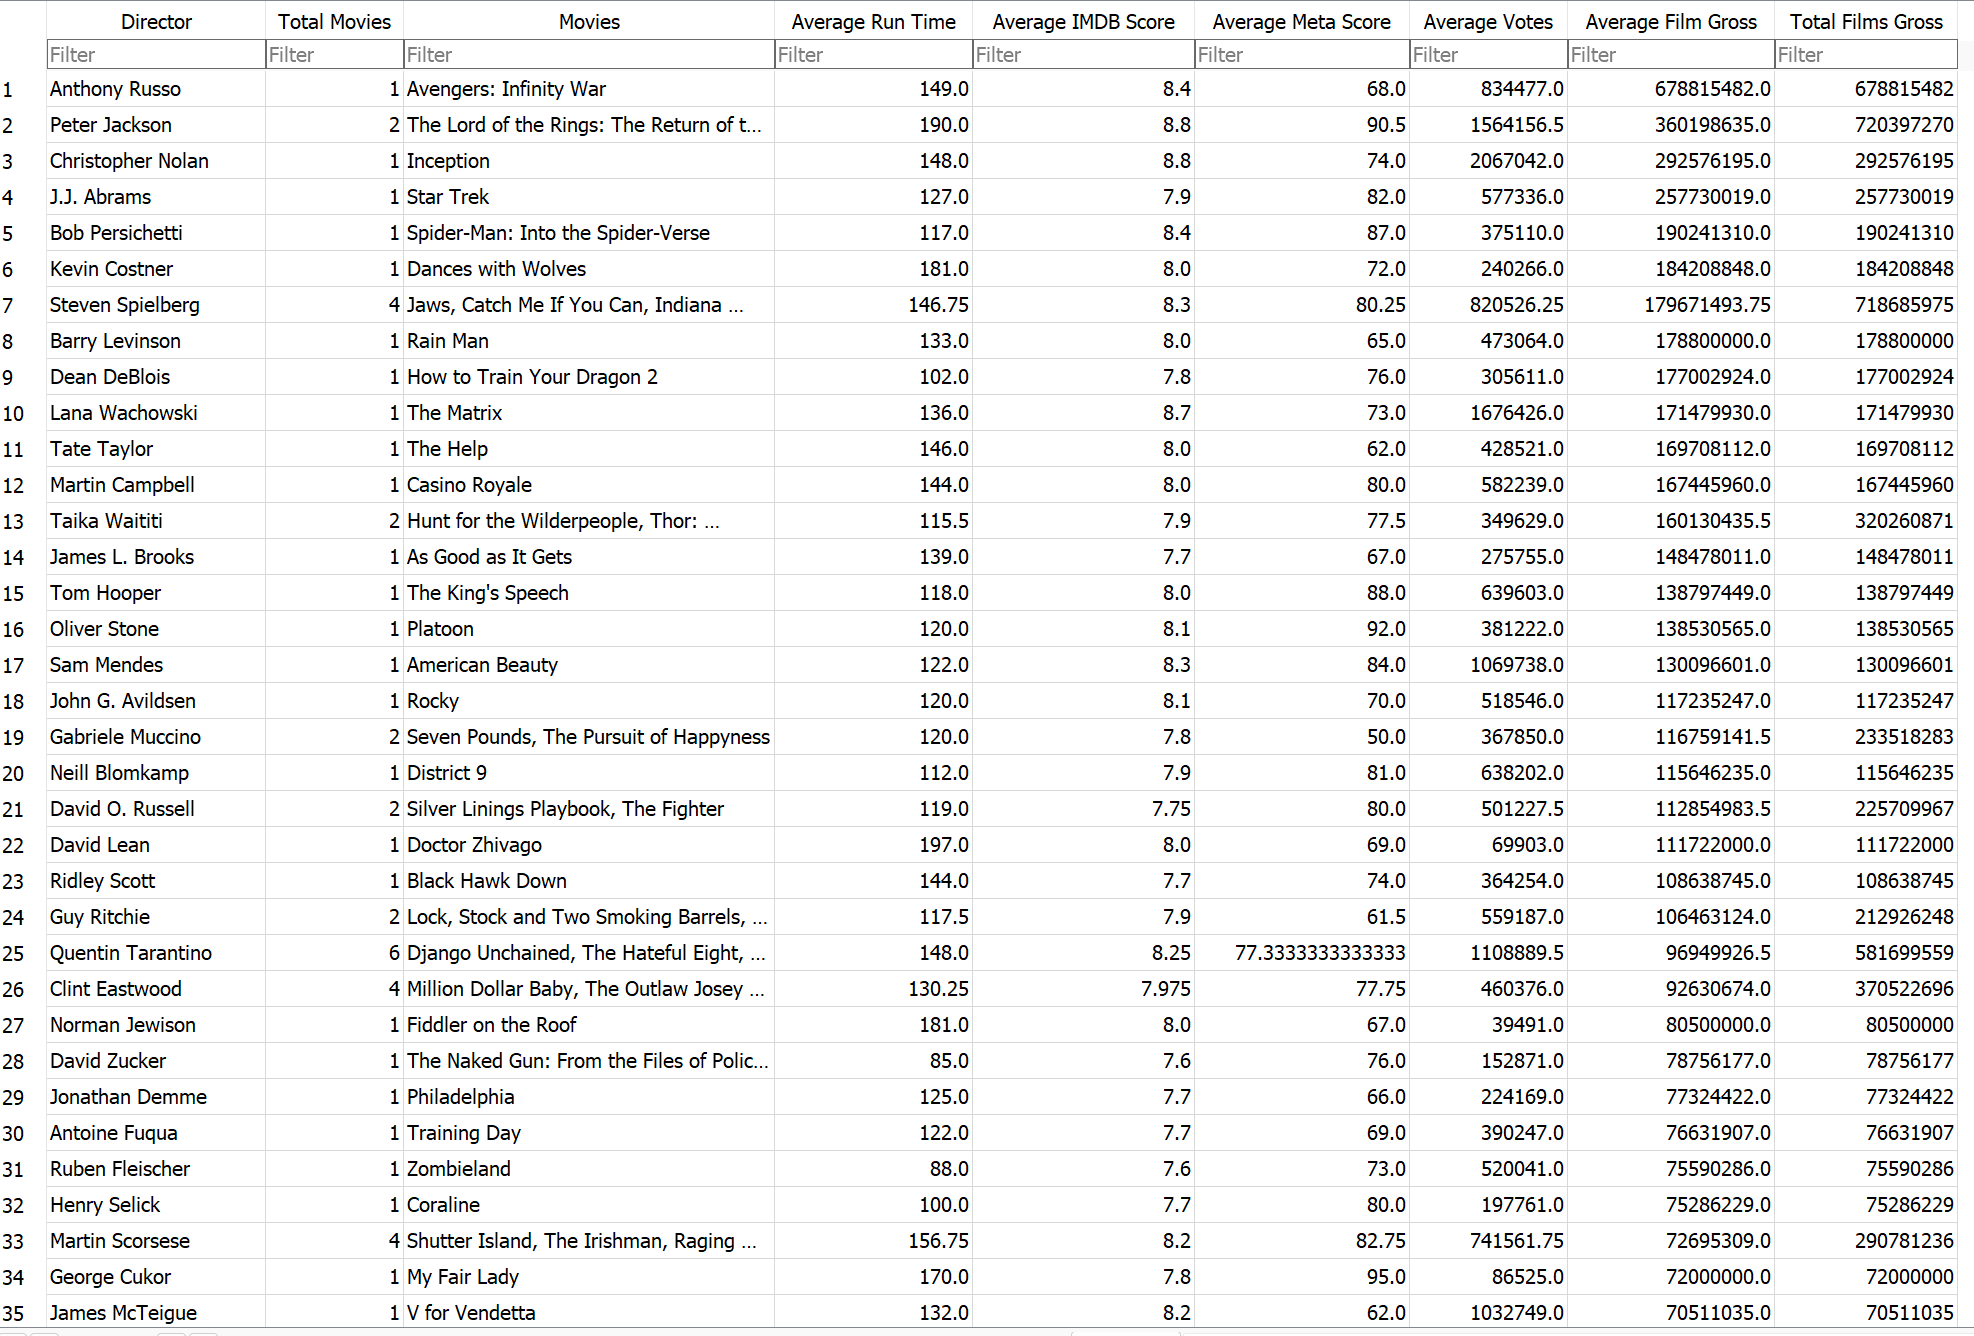 Director Total Movies Movies Average Run Time Average IMDB Score Average Meta Score Average Votes Average Film Gross Total Films Gross
Filter Filter Filter Filter Filter Filter Filter Filter Filter
1 Anthony Russo 1 Avengers: Infinity War 149.0 8.4 68.0 834477.0 678815482.0 678815482
2 Peter Jackson 2 The Lord of the Rings: The Return of t... 190.0 8.8 90.5 1564156.5 360198635.0 720397270
3 Christopher Nolan 1 Inception 148.0 8.8 74.0 2067042.0 292576195.0 292576195
4 J.J. Abrams 1 Star Trek 127.0 7.9 82.0 577336.0 257730019.0 257730019
5 Bob Persichetti 1 Spider-Man: Into the Spider-Verse 117.0 8.4 87.0 375110.0 190241310.0 190241310
6 Kevin Costner 1 Dances with Wolves 181.0 8.0 72.0 240266.0 184208848.0 184208848
7 Steven Spielberg 4 Jaws, Catch Me If You Can, Indiana ... 146.75 8.3 80.25 820526.25 179671493.75 718685975
8 Barry Levinson 1 Rain Man 133.0 8.0 65.0 473064.0 178800000.0 178800000
9 Dean DeBlois 1 How to Train Your Dragon 2 102.0 7.8 76.0 305611.0 177002924.0 177002924
10 Lana Wachowski 1 The Matrix 136.0 8.7 73.0 1676426.0 171479930.0 171479930
11 Tate Taylor 1 The Help 146.0 8.0 62.0 428521.0 169708112.0 169708112
12 Martin Campbell 1 Casino Royale 144.0 8.0 80.0 582239.0 167445960.0 167445960
13 Taika Waititi 2 Hunt for the Wilderpeople, Thor: ... 115.5 7.9 77.5 349629.0 160130435.5 320260871
14 James L. Brooks 1 As Good as It Gets 139.0 7.7 67.0 275755.0 148478011.0 148478011
15 Tom Hooper 1 The King's Speech 118.0 8.0 88.0 639603.0 138797449.0 138797449
16 Oliver Stone 1 Platoon 120.0 8.1 92.0 381222.0 138530565.0 138530565
17 Sam Mendes 1 American Beauty 122.0 8.3 84.0 1069738.0 130096601.0 130096601
18 John G. Avildsen 1 Rocky 120.0 8.1 70.0 518546.0 117235247.0 117235247
19 Gabriele Muccino 2 Seven Pounds, The Pursuit of Happyness 120.0 7.8 50.0 367850.0 116759141.5 233518283
20 Neill Blomkamp 1 District 9 112.0 7.9 81.0 638202.0 115646235.0 115646235
21 David O. Russell 2 Silver Linings Playbook, The Fighter 119.0 7.75 80.0 501227.5 112854983.5 225709967
22 David Lean 1 Doctor Zhivago 197.0 8.0 69.0 69903.0 111722000.0 111722000
23 Ridley Scott 1 Black Hawk Down 144.0 7.7 74.0 364254.0 108638745.0 108638745
24 Guy Ritchie 2 Lock, Stock and Two Smoking Barrels, ... 117.5 7.9 61.5 559187.0 106463124.0 212926248
25 Quentin Tarantino 6 Django Unchained, The Hateful Eight, ... 148.0 8.25 77.3333333333333 1108889.5 96949926.5 581699559
26 Clint Eastwood 4 Million Dollar Baby, The Outlaw Josey ... 130.25 7.975 77.75 460376.0 92630674.0 370522696
27 Norman Jewison 1 Fiddler on the Roof 181.0 8.0 67.0 39491.0 80500000.0 80500000
28 David Zucker 1 The Naked Gun: From the Files of Polic... 85.0 7.6 76.0 152871.0 78756177.0 78756177
29 Jonathan Demme 1 Philadelphia 125.0 7.7 66.0 224169.0 77324422.0 77324422
30 Antoine Fuqua 1 Training Day 122.0 7.7 69.0 390247.0 76631907.0 76631907
31 Ruben Fleischer 1 Zombieland 88.0 7.6 73.0 520041.0 75590286.0 75590286
32 Henry Selick 1 Coraline 100.0 7.7 80.0 197761.0 75286229.0 75286229
33 Martin Scorsese 4 Shutter Island, The Irishman, Raging ... 156.75 8.2 82.75 741561.75 72695309.0 290781236
34 George Cukor 1 My Fair Lady 170.0 7.8 95.0 86525.0 72000000.0 72000000
35 James McTeigue 1 V for Vendetta 132.0 8.2 62.0 1032749.0 70511035.0 70511035